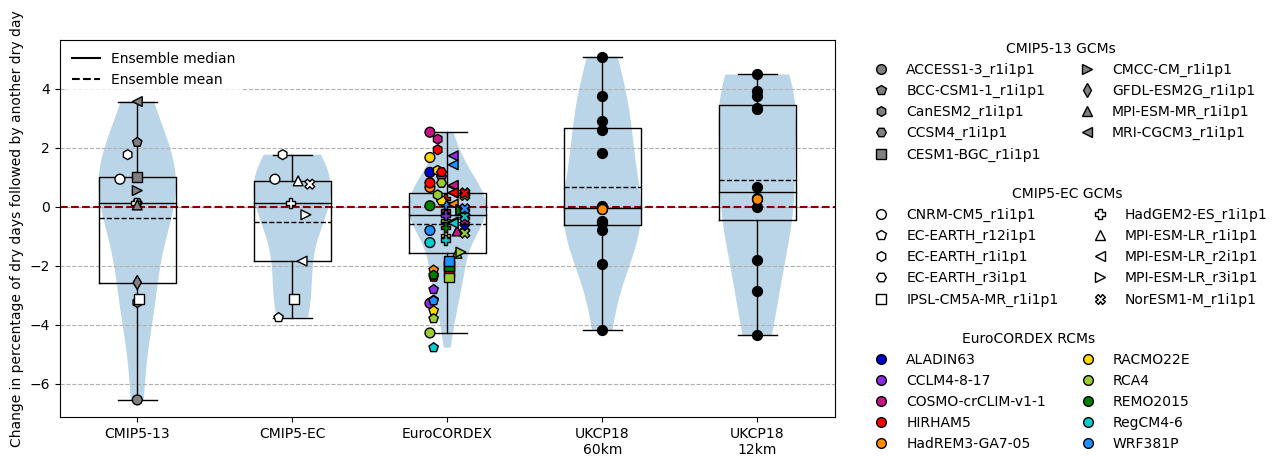 Change in percentage of dry days followed by another dry day
Ensemble median
Ensemble mean
4
2
0
−2
−4
−6
CMIP5-13
CMIP5-EC
EuroCORDEX
UKCP18
60km
UKCP18
12km
CMIP5-13 GCMs
ACCESS1-3_r1i1p1
BCC-CSM1-1_r1i1p1
CanESM2_r1i1p1
CCSM4_r1i1p1
CESM1-BGC_r1i1p1
CMCC-CM_r1i1p1
GFDL-ESM2G_r1i1p1
MPI-ESM-MR_r1i1p1
MRI-CGCM3_r1i1p1
CMIP5-EC GCMs
CNRM-CM5_r1i1p1
EC-EARTH_r12i1p1
EC-EARTH_r1i1p1
EC-EARTH_r3i1p1
IPSL-CM5A-MR_r1i1p1
HadGEM2-ES_r1i1p1
MPI-ESM-LR_r1i1p1
MPI-ESM-LR_r2i1p1
MPI-ESM-LR_r3i1p1
NorESM1-M_r1i1p1
EuroCORDEX RCMs
ALADIN63
CCLM4-8-17
COSMO-crCLIM-v1-1
HIRHAM5
HadREM3-GA7-05
RACMO22E
RCA4
REMO2015
RegCM4-6
WRF381P